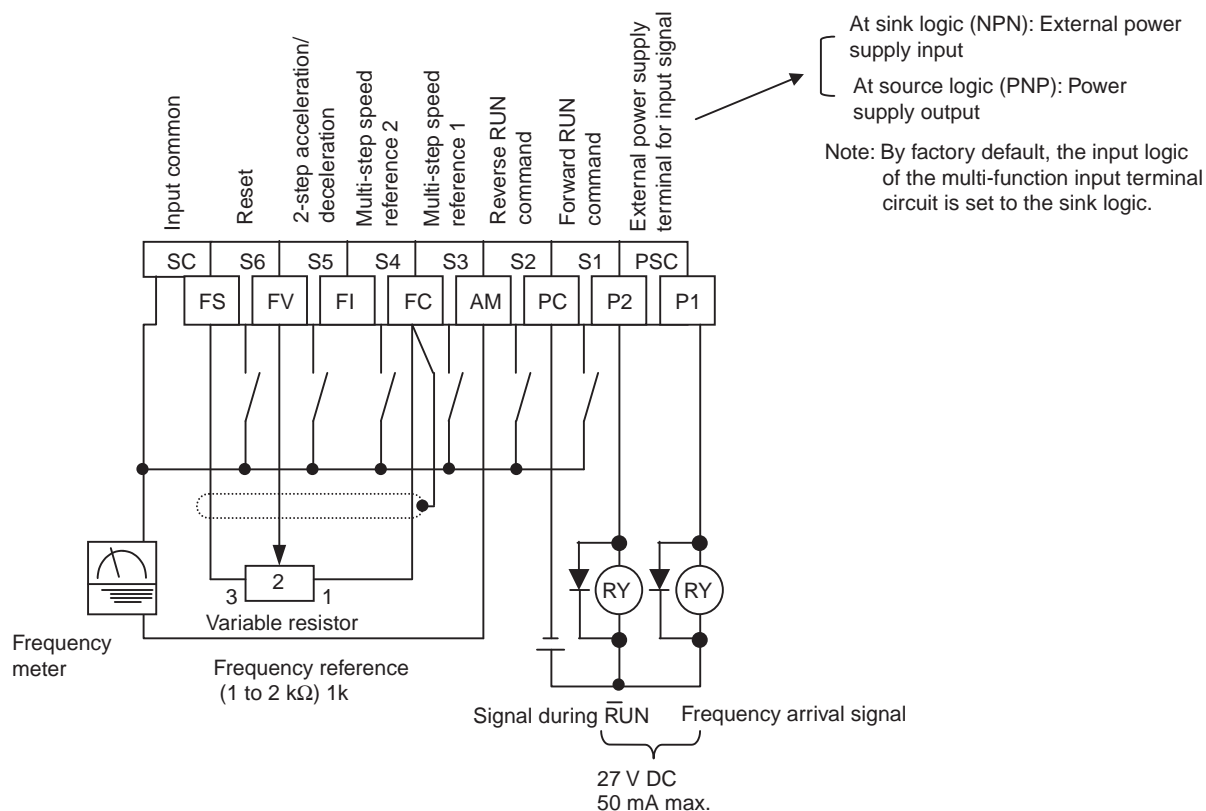 At sink logic (NPN): External power
supply input
At source logic (PNP): Power
supply output
Note: By factory default, the input logic
of the multi-function input terminal
circuit is set to the sink logic.
Input common
Reset
2-step acceleration/
deceleration
Multi-step speed
reference 2
Multi-step speed
reference 1
Reverse RUN
command
Forward RUN
command
External power supply
terminal for input signal
SC S6 S5 S4 S3 S2 S1 PSC
FS FV FI FC AM PC P2 P1
RY RY
3 2 1
Variable resistor
Frequency
meter
Frequency reference
(1 to 2 kΩ) 1k
Signal during RUN Frequency arrival signal
27 V DC
50 mA max.